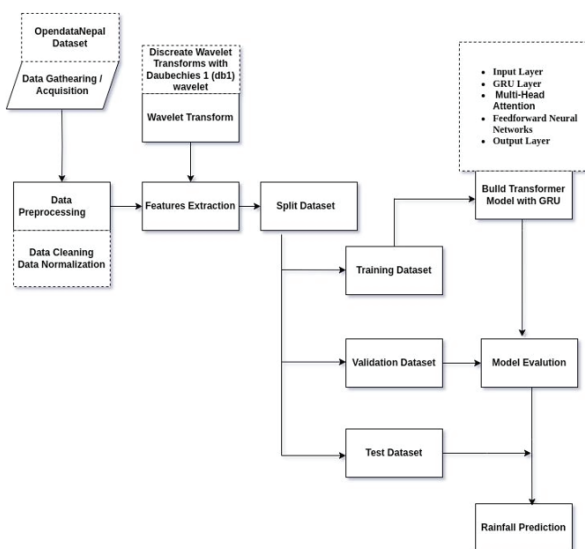 OpendataNepal
Dataset
Data Gathearing /
Acquisition
Discreate Wavelet
Transforms with
Daubechies 1 (db1)
wavelet
Wavelet Transform
• Input Layer
• GRU Layer
• Multi-Head
Attention
• Feedforward Neural
Networks
• Output Layer
Build Transformer
Model with GRU
Data
Preprocessing
Data Cleaning
Data Normalization
Features Extraction
Split Dataset
Training Dataset
Validation Dataset
Model Evalution
Test Dataset
Rainfall Prediction